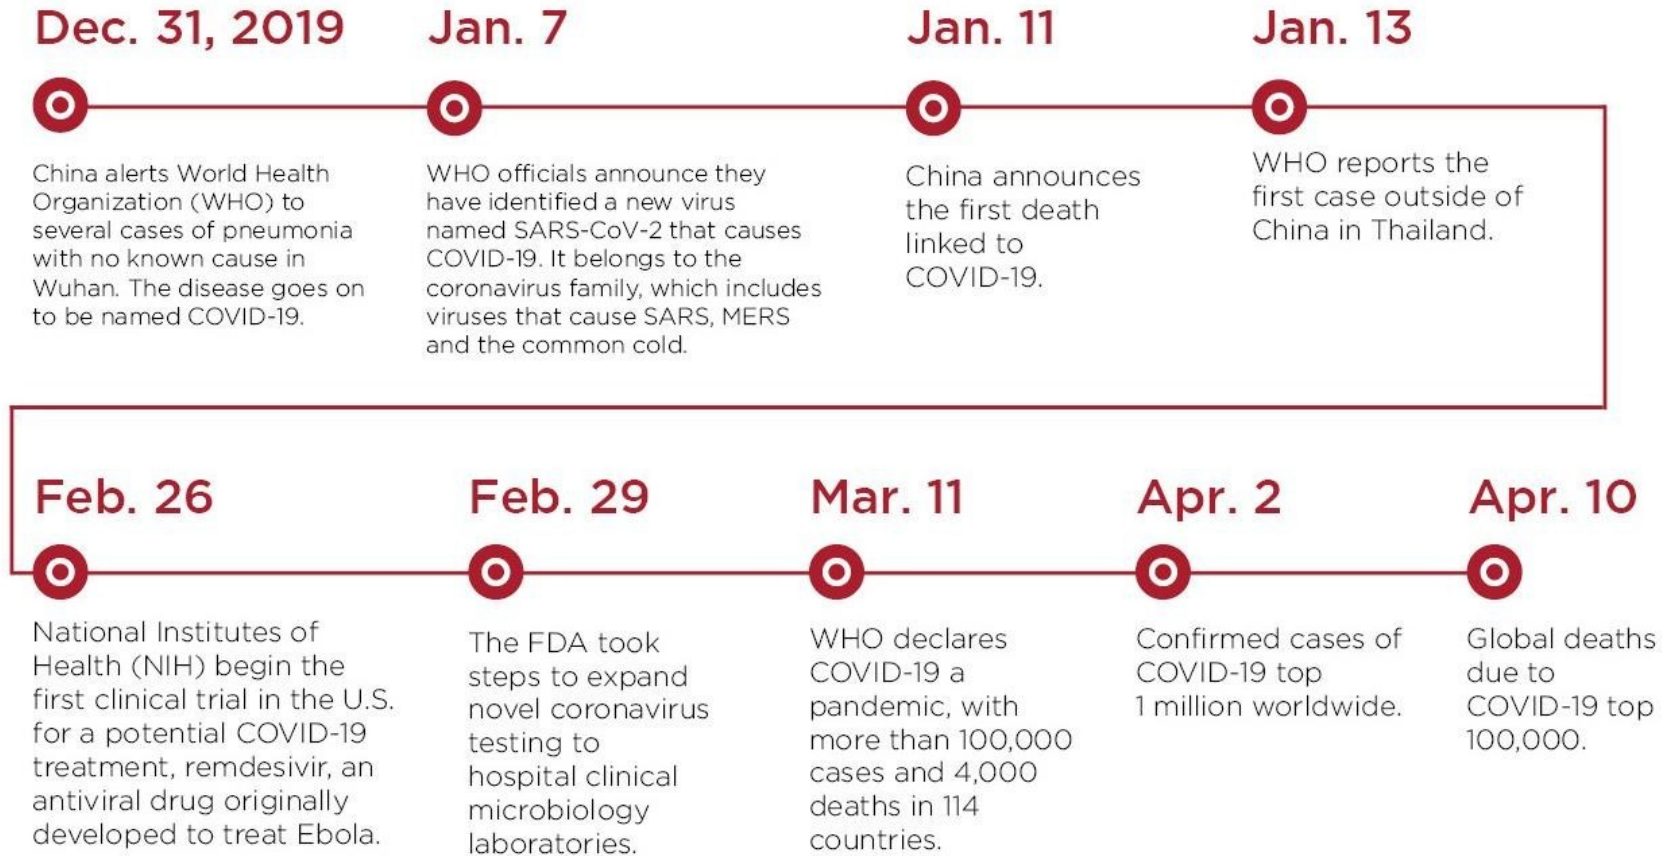 Dec. 31, 2019
China alerts World Health
Organization (WHO) to
several cases of pneumonia
with no known cause in
Wuhan. The disease goes on
to be named COVID-19.
Jan. 7
WHO officials announce they
have identified a new virus
named SARS-CoV-2 that causes
COVID-19. It belongs to the
coronavirus family, which includes
viruses that cause SARS, MERS
and the common cold.
Jan. 11
China announces
the first death
linked to
COVID-19.
Jan. 13
WHO reports the
first case outside of
China in Thailand.
Feb. 26
National Institutes of
Health (NIH) begin the
first clinical trial in the U.S.
for a potential COVID-19
treatment, remdesivir, an
antiviral drug originally
developed to treat Ebola.
Feb. 29
The FDA took
steps to expand
novel coronavirus
testing to
hospital clinical
microbiology
laboratories.
Mar. 11
WHO declares
COVID-19 a
pandemic, with
more than 100,000
cases and 4,000
deaths in 114
countries.
Apr. 2
Confirmed cases of
COVID-19 top
1 million worldwide.
Apr. 10
Global deaths
due to
COVID-19 top
100,000.